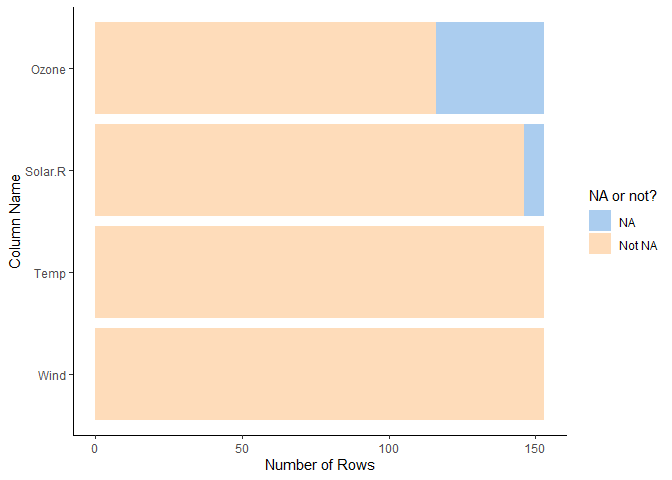 Ozone
Solar.R
Temp
Wind
Column Name
0
50
100
150
Number of Rows
NA or not?
NA
Not NA